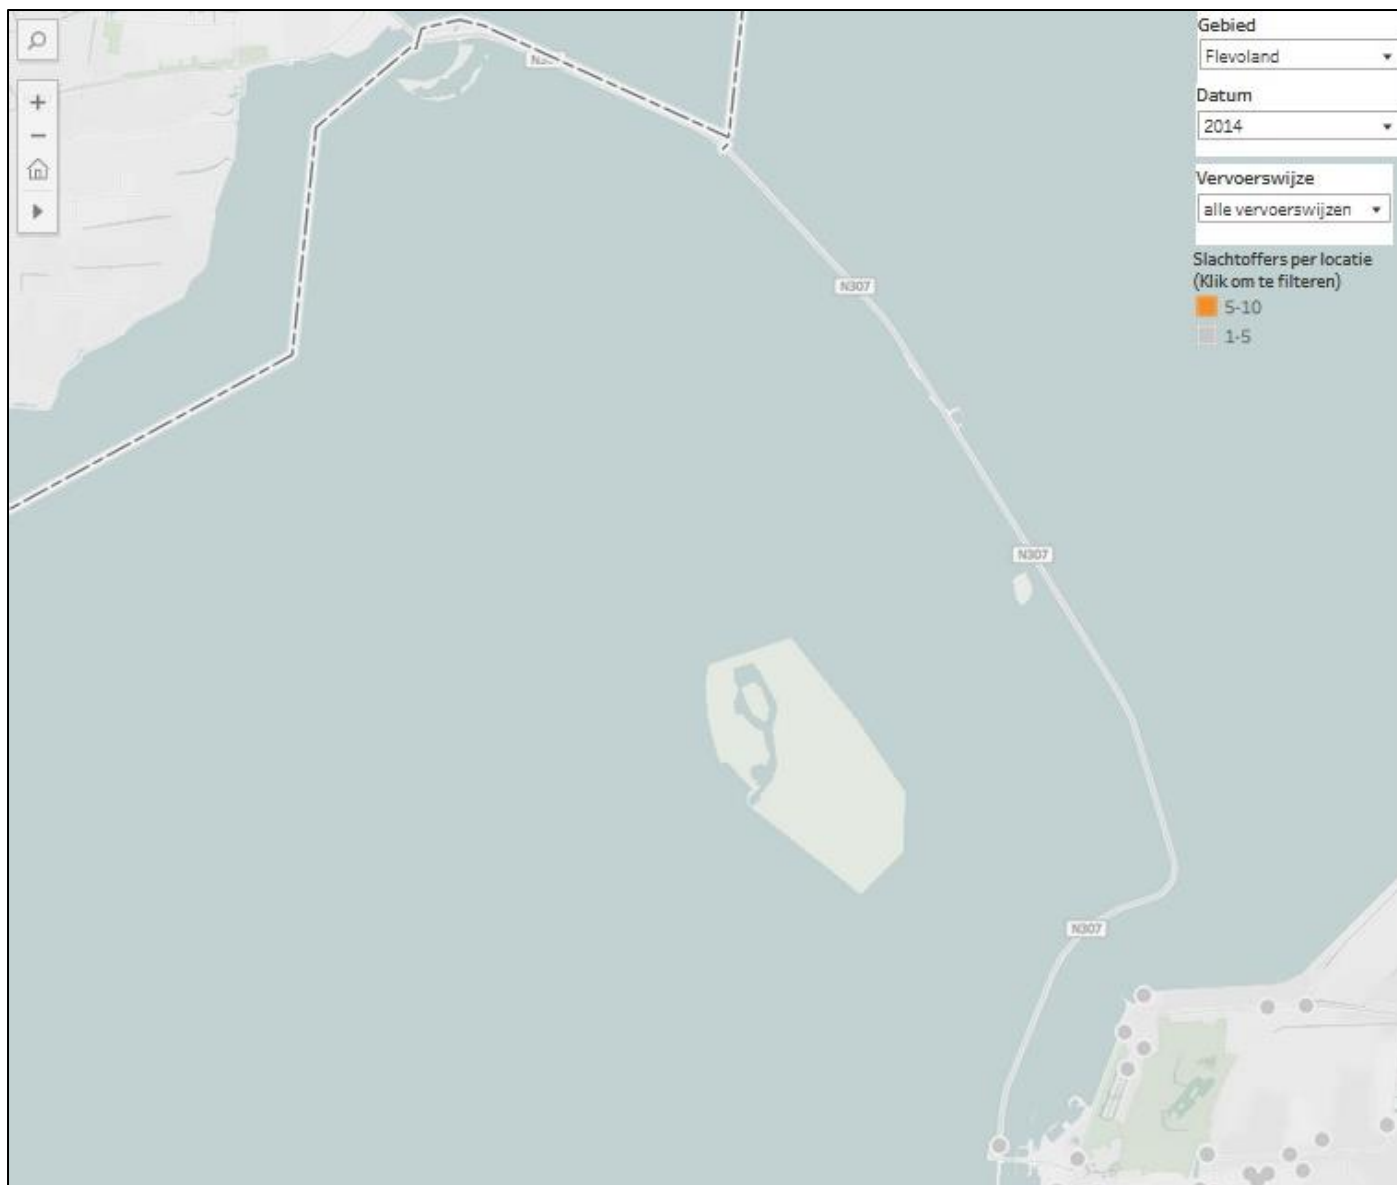 Gebied
Flevoland
Datum
2014
Vervoerswijze
alle vervoerswijzen
Slachtoffers per locatie
(Klik om te filteren)
5-10
1-5
N307
N307
N307